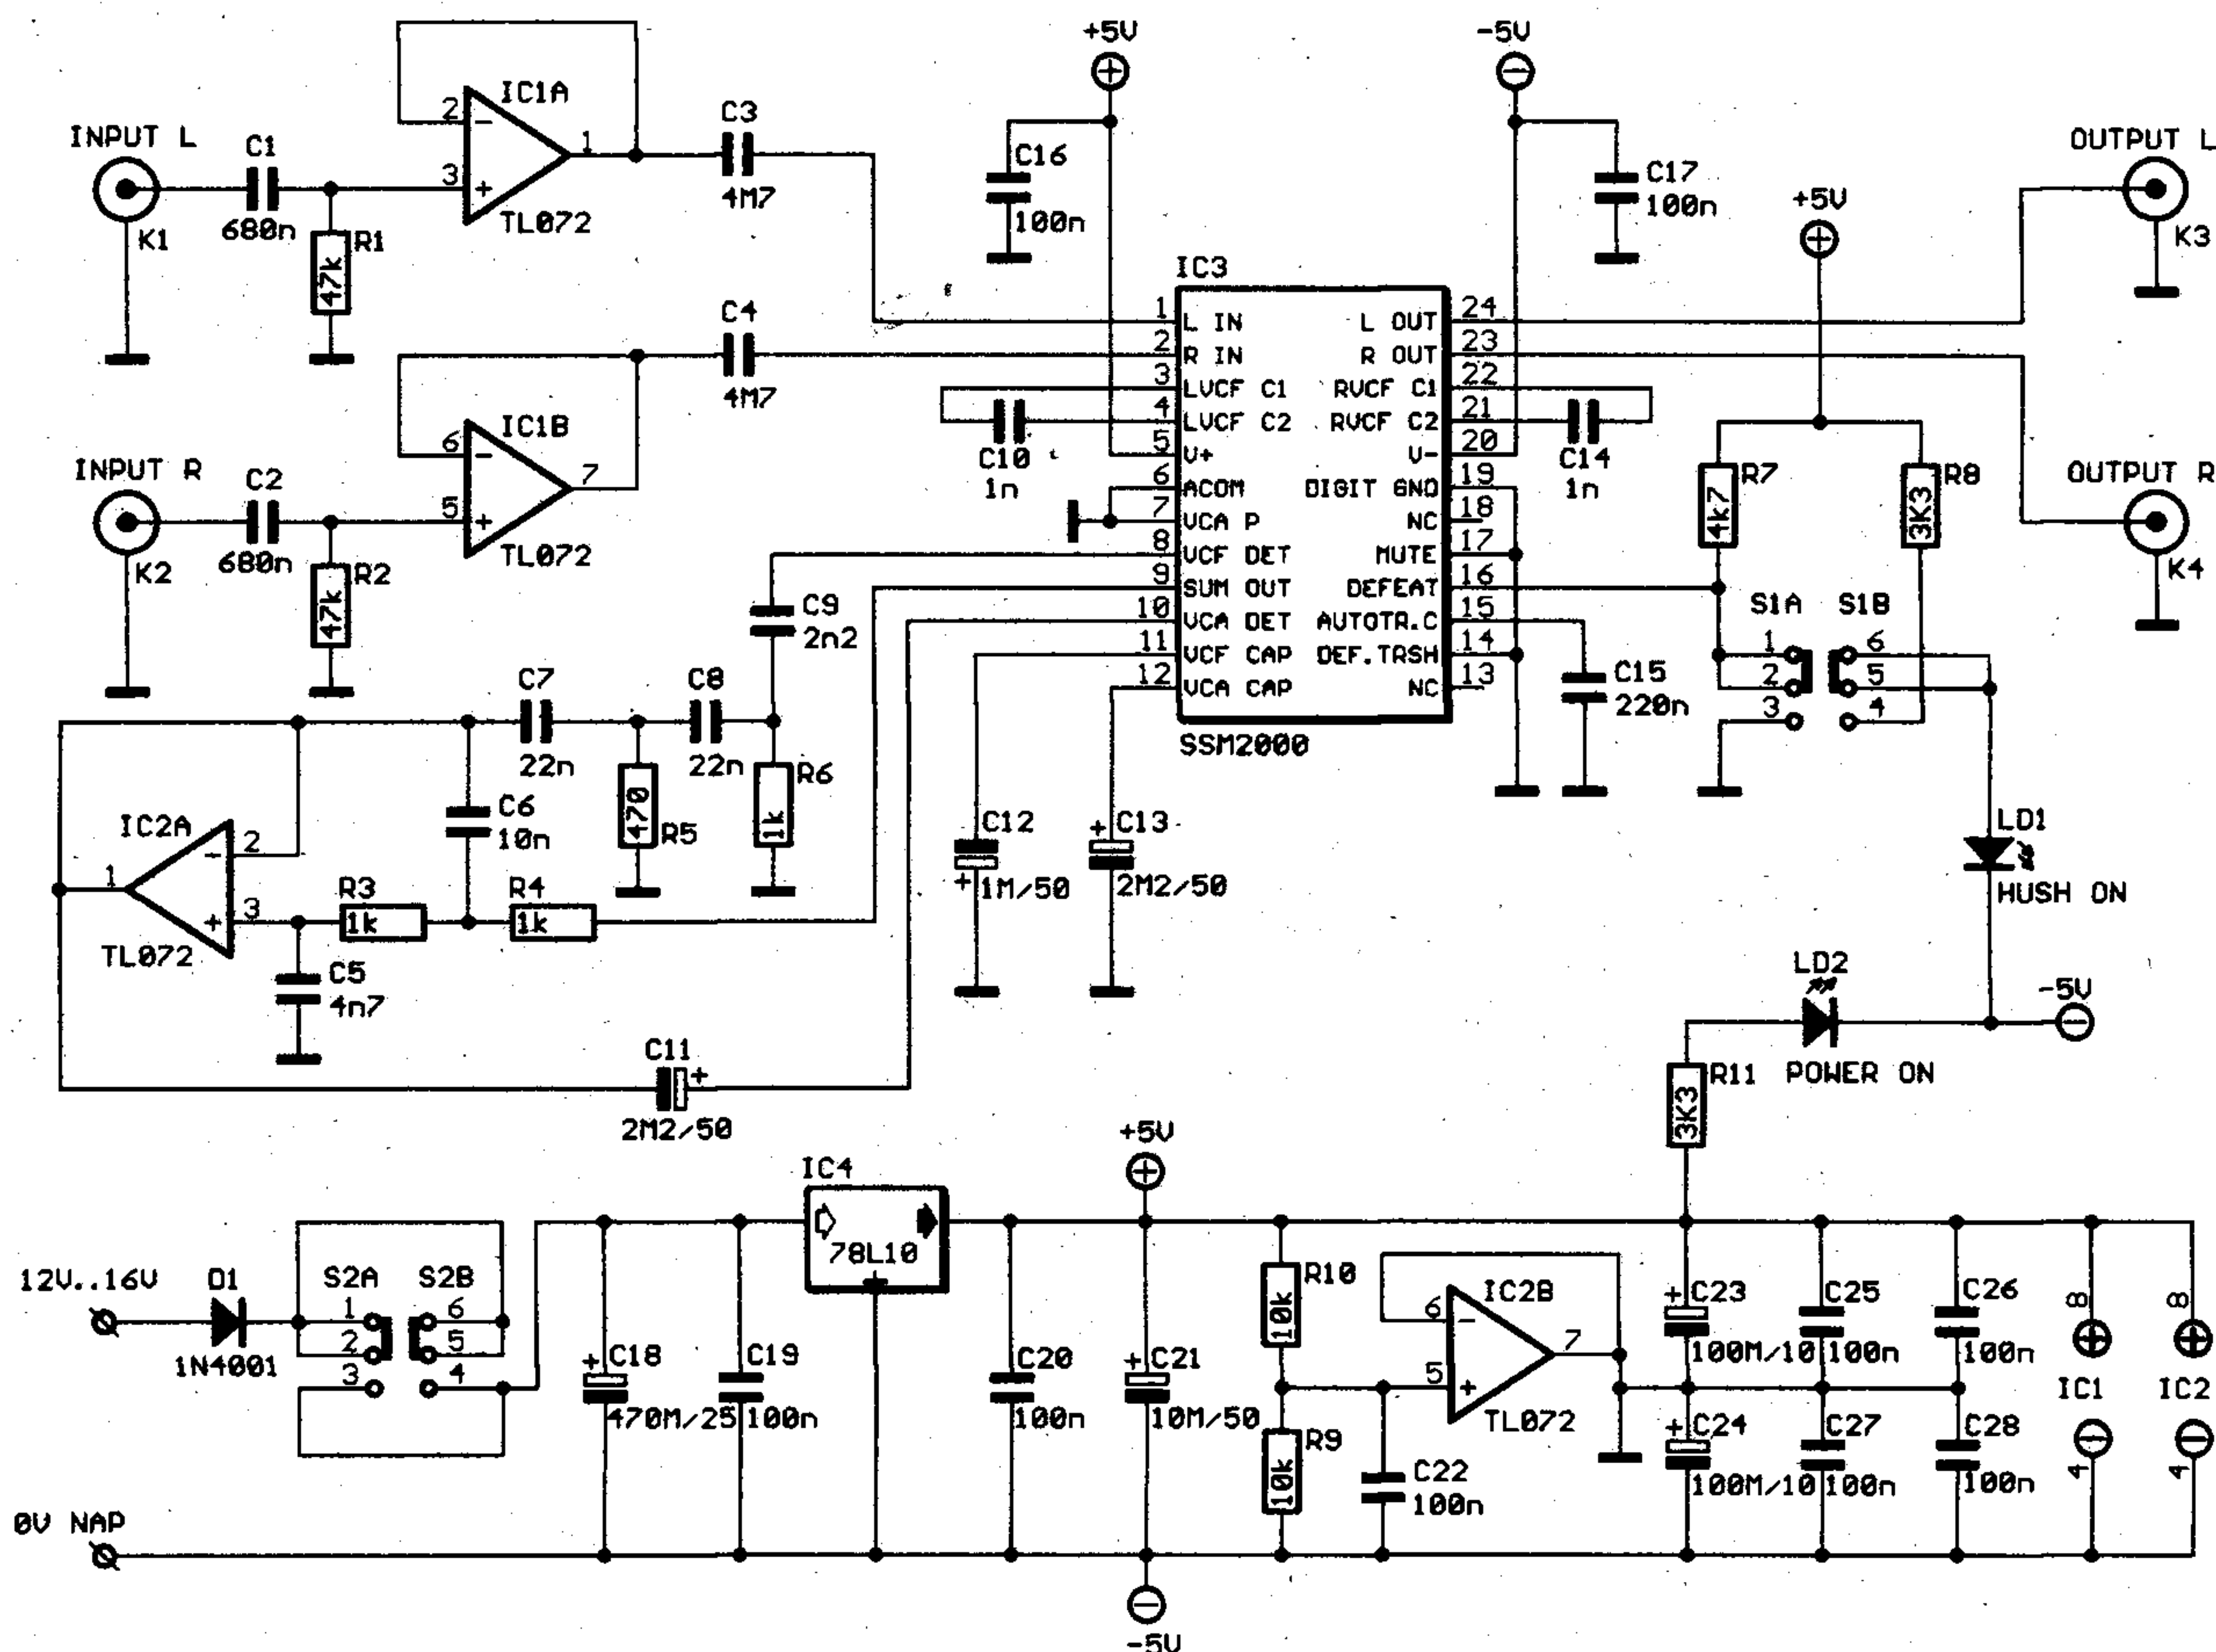 INPUT L
K1
C1
680n
R1
47k
IC1A
2
3
1
-
+
TL072
C3
4M7
INPUT R
K2
C2
680n
R2
47k
IC1B
6
5
7
-
+
TL072
C4
4M7
+5V
C16
100n
-5V
C17
100n
IC3
1 L IN
2 R IN
3 LVCF C1
4 LVCF C2
5 V+
6 ACOM
7 VCA P
8 VCF DET
9 SUM OUT
10 VCA DET
11 VCF CAP
12 VCA CAP
L OUT 24
R OUT 23
RVCF C1 22
RVCF C2 21
V- 20
DIGIT GND 19
NC 18
MUTE 17
DEFEAT 16
AUTOTR.C 15
DEF.TRSH 14
NC 13
SSM2000
C10
1n
C14
1n
OUTPUT L
K3
OUTPUT R
K4
+5V
R7
4k7
R8
3K3
S1A S1B
1
2
3
6
5
4
C15
220n
LD1
HUSH ON
LD2
POWER ON
-5V
R11
3K3
C9
2n2
C7
22n
C8
22n
R5
470
R6
1k
C6
10n
IC2A
2
3
1
-
+
TL072
R3
1k
R4
1k
C5
4n7
C11
+
2M2/50
C12
+
1M/50
C13
+
2M2/50
12V..16V
D1
1N4001
S2A S2B
1
2
3
6
5
4
0V NAP
C18
+
470M/25
C19
100n
IC4
78L10
C20
100n
+5V
C21
+
10M/50
-5V
R10
10k
R9
10k
C22
100n
IC2B
6
5
7
-
+
TL072
C23
+
100M/10
C24
+
100M/10
C25
100n
C27
100n
C26
100n
C28
100n
8
IC1
4
8
IC2
4